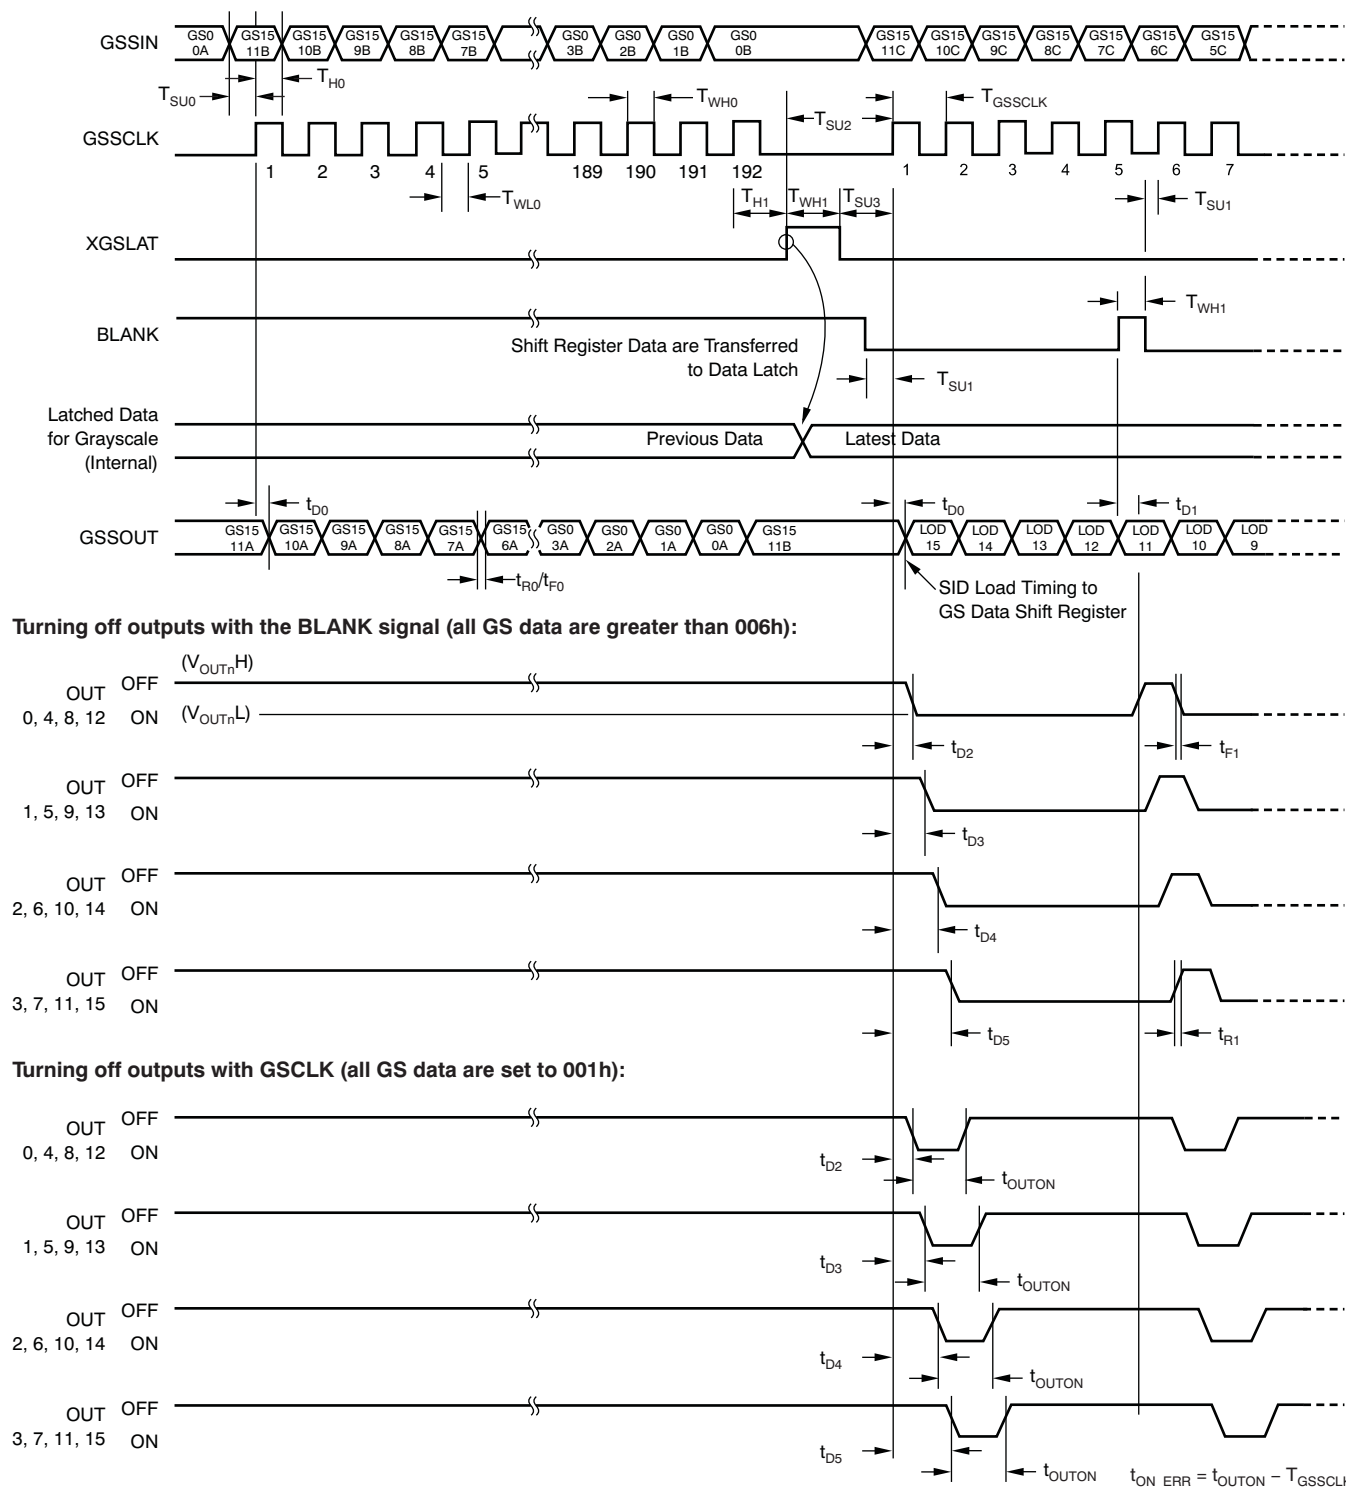 GSSIN
GS0 0A
GS15 11B
GS15 10B
GS15 9B
GS15 8B
GS15 7B
GS0 3B
GS0 2B
GS0 1B
GS0 0B
GS15 11C
GS15 10C
GS15 9C
GS15 8C
GS15 7C
GS15 6C
GS15 5C
TSU0
TH0
TWH0
TSU2
TGSSCLK
GSSCLK
1 2 3 4 5 189 190 191 192 1 2 3 4 5 6 7
TWL0
TH1
TWH1
TSU3
TSU1
XGSLAT
BLANK
TWH1
Shift Register Data are Transferred
to Data Latch
TSU1
Latched Data
for Grayscale
(Internal)
Previous Data
Latest Data
tD0
tD0
tD1
GSSOUT
GS15 11A
GS15 10A
GS15 9A
GS15 8A
GS15 7A
GS15 6A
GS0 3A
GS0 2A
GS0 1A
GS0 0A
GS15 11B
LOD 15
LOD 14
LOD 13
LOD 12
LOD 11
LOD 10
LOD 9
tR0/tF0
SID Load Timing to
GS Data Shift Register
Turning off outputs with the BLANK signal (all GS data are greater than 006h):
(VOUTnH)
OFF
OUT
0, 4, 8, 12
ON
(VOUTnL)
tD2
tF1
OFF
OUT
1, 5, 9, 13
ON
tD3
OFF
OUT
2, 6, 10, 14
ON
tD4
OFF
OUT
3, 7, 11, 15
ON
tD5
tR1
Turning off outputs with GSCLK (all GS data are set to 001h):
OFF
OUT
0, 4, 8, 12
ON
tD2
tOUTON
OFF
OUT
1, 5, 9, 13
ON
tD3
tOUTON
OFF
OUT
2, 6, 10, 14
ON
tD4
tOUTON
OFF
OUT
3, 7, 11, 15
ON
tD5
tOUTON
tON_ERR = tOUTON − TGSSCLK